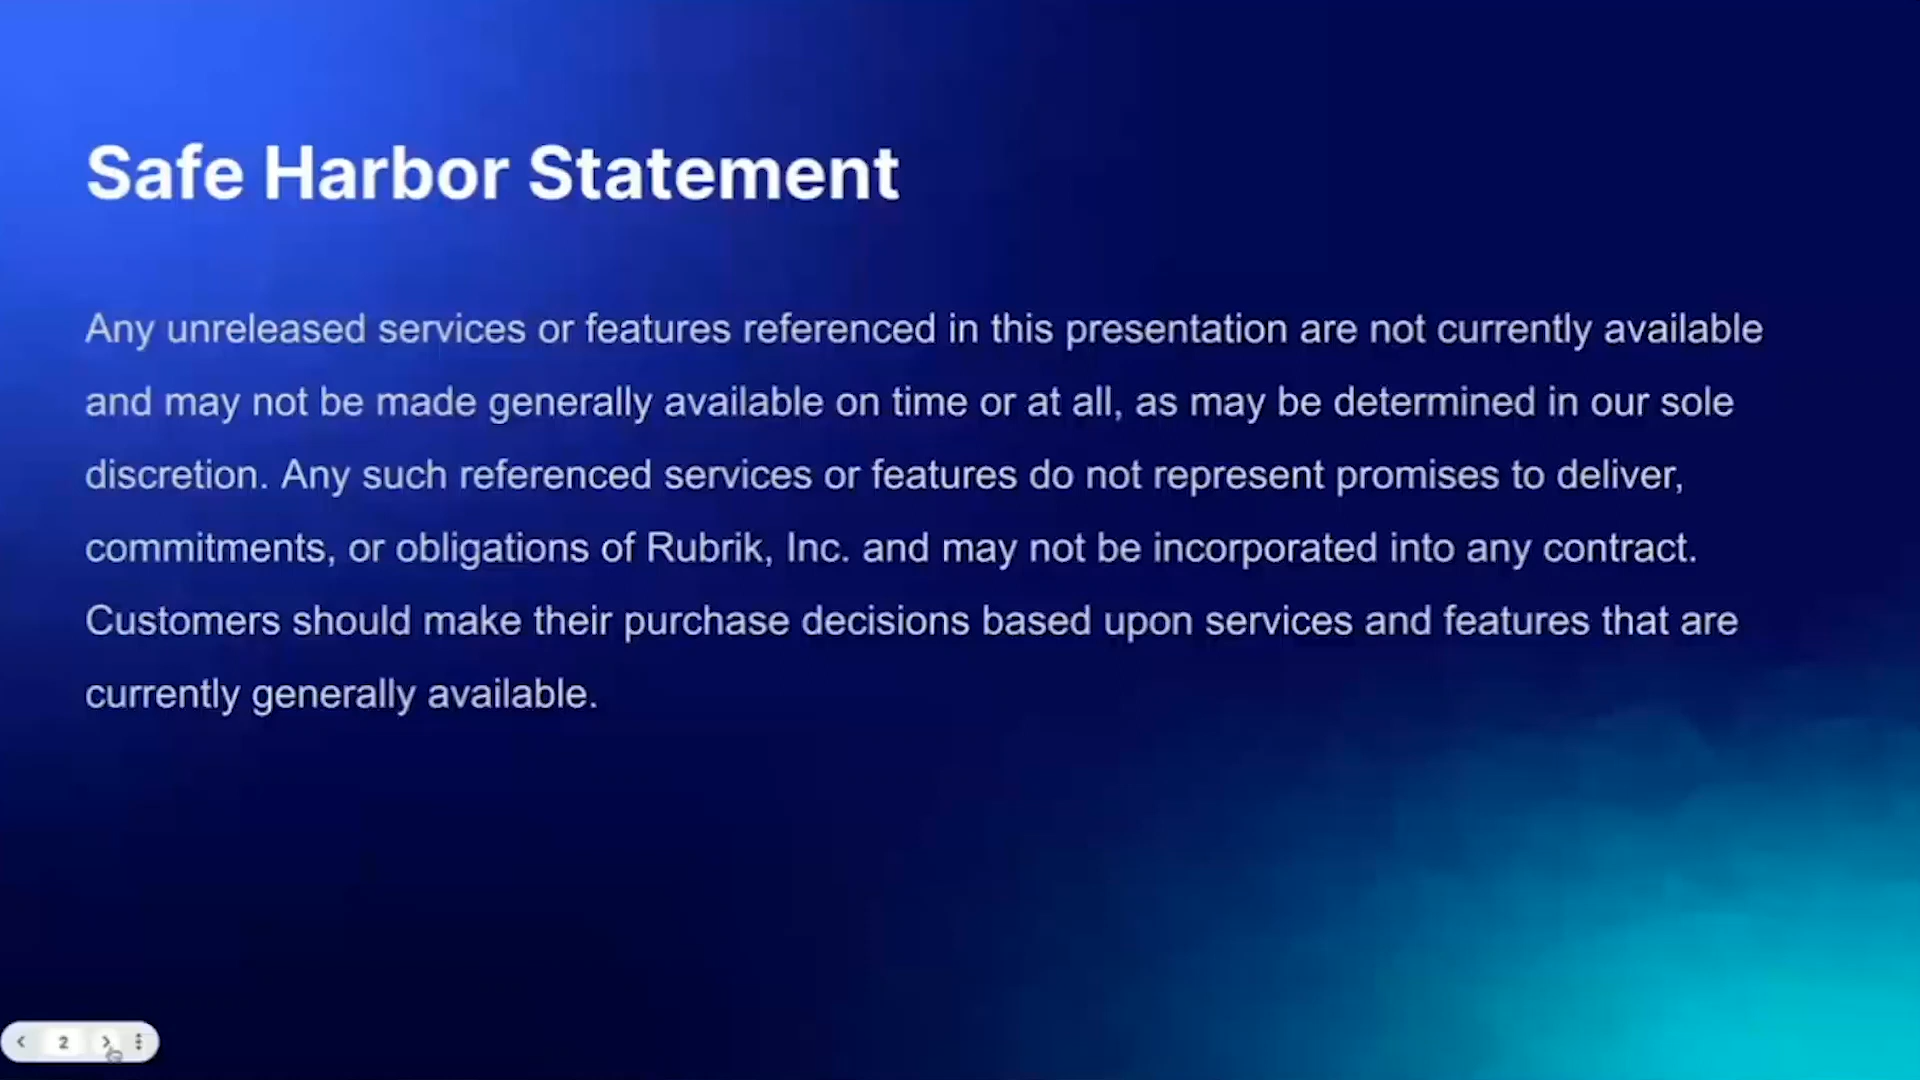 Safe Harbor Statement
Any unreleased services or features referenced in this presentation are not currently available
and may not be made generally available on time or at all, as may be determined in our sole
discretion. Any such referenced services or features do not represent promises to deliver,
commitments, or obligations of Rubrik, Inc. and may not be incorporated into any contract.
Customers should make their purchase decisions based upon services and features that are
currently generally available.
2